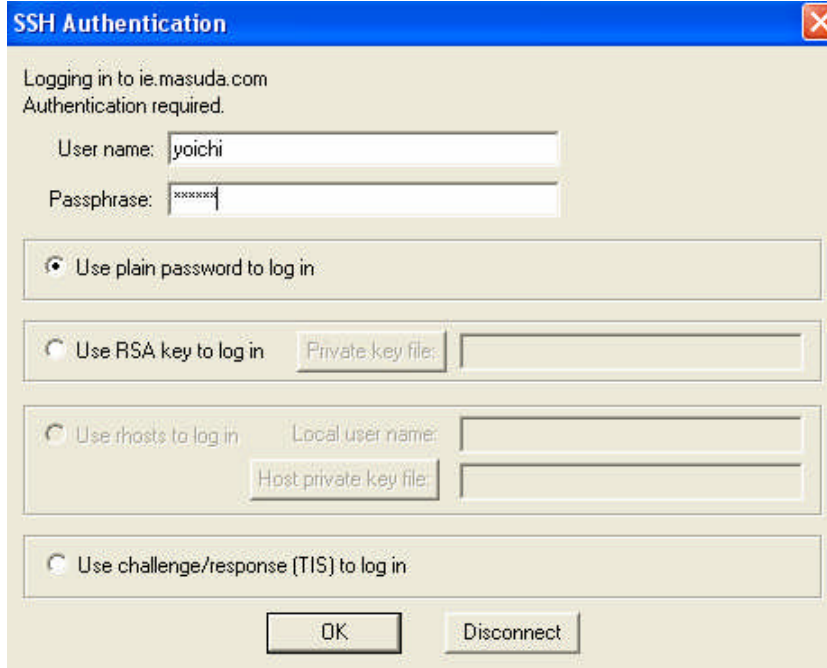 SSH Authentication
Logging in to ie.masuda.com
Authentication required.
User name: yoichi
Passphrase: ******
Use plain password to log in
Use RSA key to log in Private key file:
Use rhosts to log in Local user name:
Host private key file:
Use challenge/response (TIS) to log in
OK Disconnect